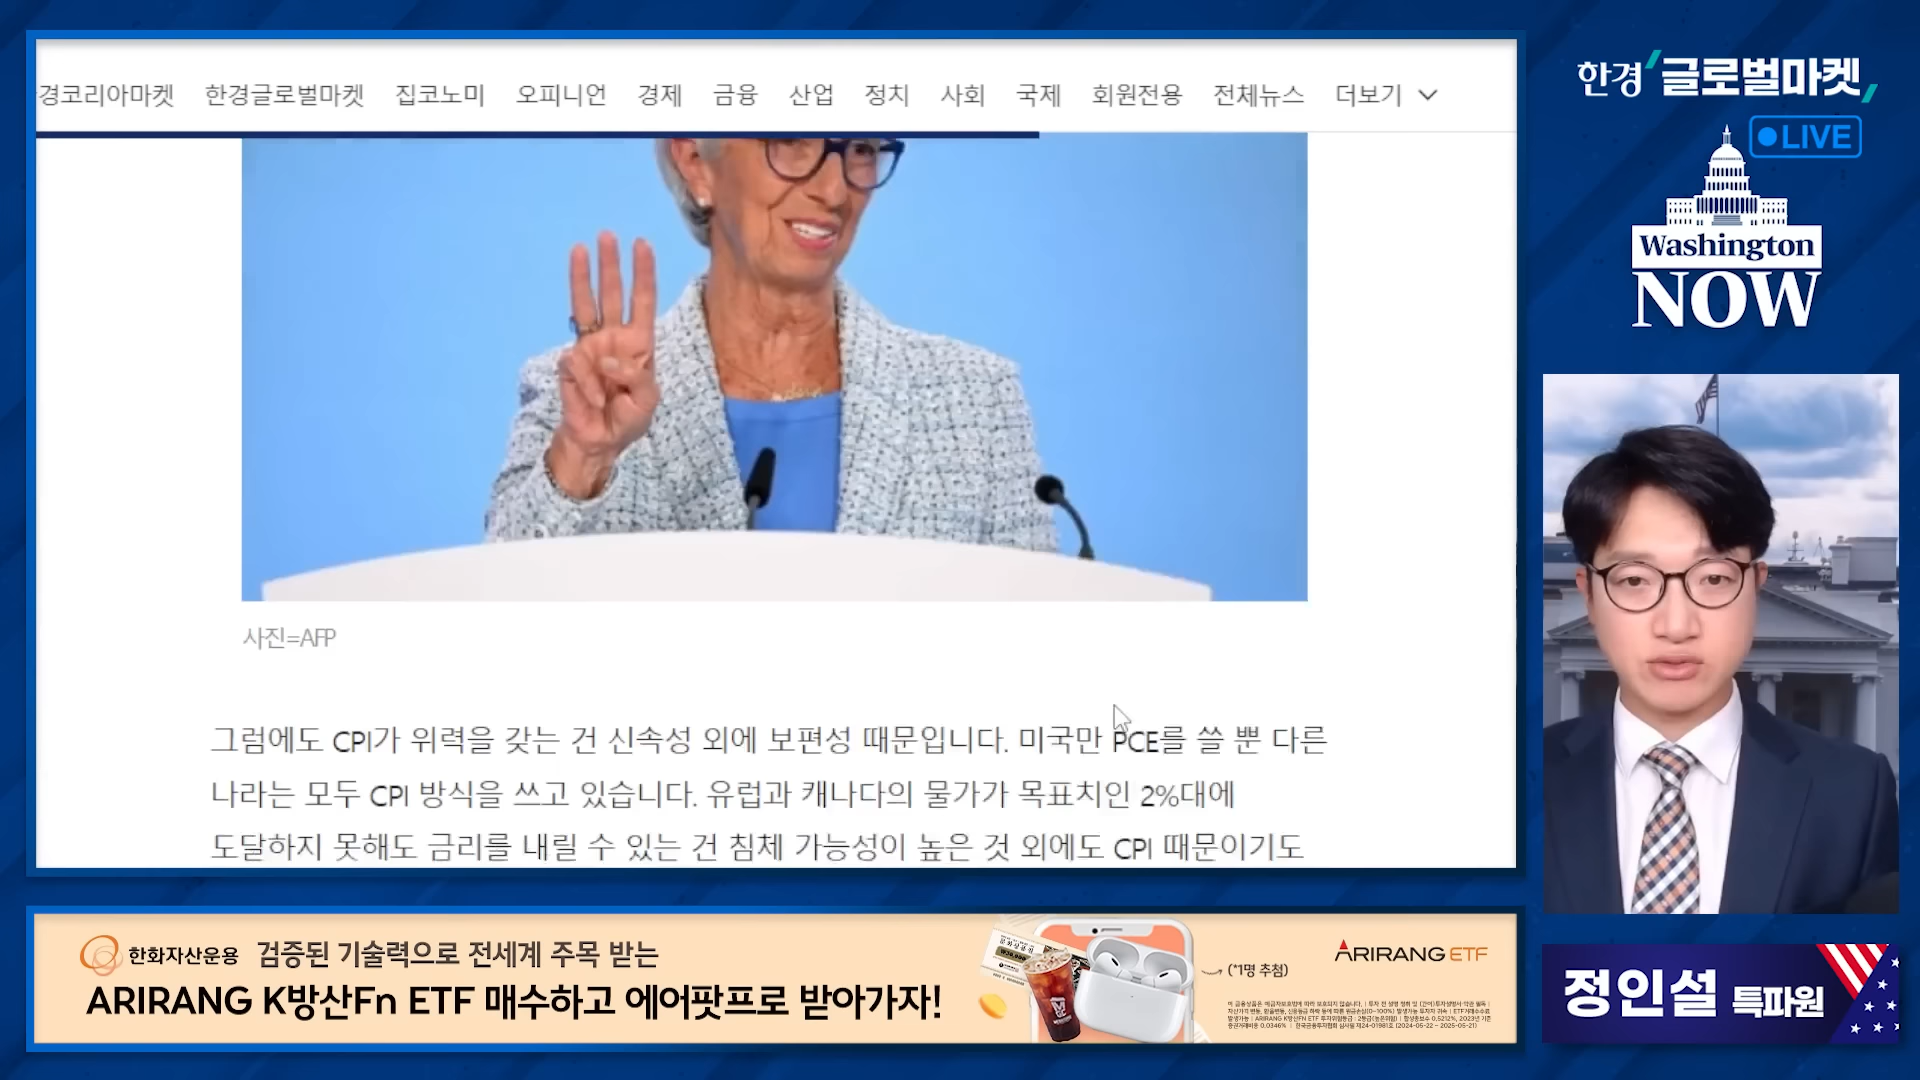 경코리아마켓 한경글로벌마켓 집코노미 오피니언 경제 금융 산업 정치 사회 국제 회원전용 전체뉴스 더보기
사진=AFP
그럼에도 CPI가 위력을 갖는 건 신속성 외에 보편성 때문입니다. 미국만 PCE를 쓸 뿐 다른
나라는 모두 CPI 방식을 쓰고 있습니다. 유럽과 캐나다의 물가가 목표치인 2%대에
도달하지 못해도 금리를 내릴 수 있는 건 침체 가능성이 높은 것 외에도 CPI 때문이기도
한경 글로벌마켓
LIVE
Washington
NOW
정인설 특파원
한화자산운용 검증된 기술력으로 전세계 주목 받는
ARIRANG K방산Fn ETF 매수하고 에어팟프로 받아가자!
(*1명 추첨)
ARIRANG ETF